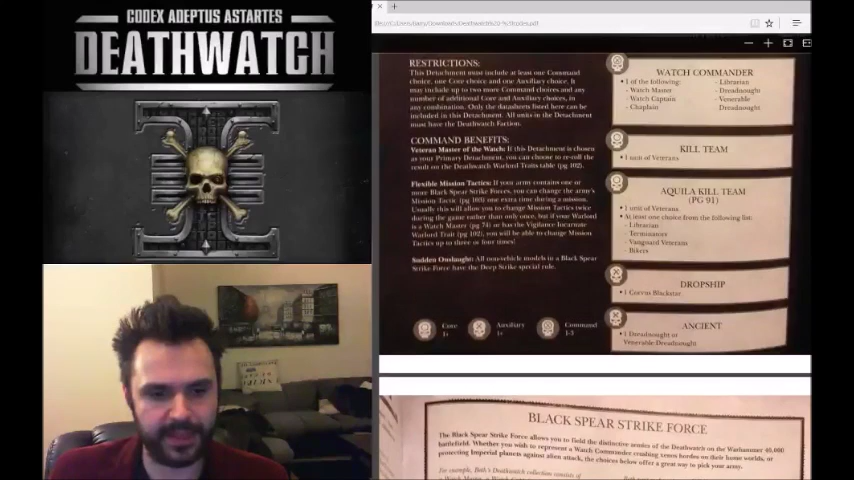 CODEX ADEPTUS ASTARTES
DEATHWATCH
RESTRICTIONS:
This Detachment must include at least one Command
choice, one Core choice and one Auxiliary choice. It
may include up to two more Command choices and any
number of additional Core and Auxiliary choices, in
any combination. Only the datasheets listed here can be
included in this Detachment. All units in the Detachment
must have the Deathwatch Faction.
COMMAND BENEFITS:
Veteran Master of the Watch: If this Detachment is chosen
as your Primary Detachment, you can choose to re-roll the
result on the Deathwatch Warlord Traits table (pg 102).
Flexible Mission Tactics: If your army contains one or
more Black Spear Strike Forces, you can change the army's
Mission Tactic (pg 103) one extra time during a mission.
Usually this will allow you to change Mission Tactics twice
during the game rather than only once, but if your Warlord
is a Watch Master (pg 74) or has the Vigilance Incarnate
Warlord Trait (pg 102), you will be able to change Mission
Tactics up to three or four times!
Sudden Onslaught: All non-vehicle models in a Black Spear
Strike Force have the Deep Strike special rule.
Core
1+
Auxiliary
1+
Command
1-3
WATCH COMMANDER
• 1 of the following:
- Watch Master
- Watch Captain
- Chaplain
- Librarian
- Dreadnought
- Venerable
Dreadnought
KILL TEAM
• 1 unit of Veterans
AQUILA KILL TEAM
(PG 91)
• 1 unit of Veterans
• At least one choice from the following list:
- Librarian
- Terminators
- Vanguard Veterans
- Bikers
DROPSHIP
• 1 Corvus Blackstar
ANCIENT
• 1 Dreadnought or
Venerable Dreadnought
BLACK SPEAR STRIKE FORCE
The Black Spear Strike Force allows you to field the distinctive armies of the Deathwatch on the Warhammer 40,000
battlefield. Whether you wish to represent a Watch Commander crushing xenos hordes on their home worlds, or
protecting Imperial planets against alien attack, the choices below offer a great way to pick your army.
For example, Beth's Deathwatch collection consists of